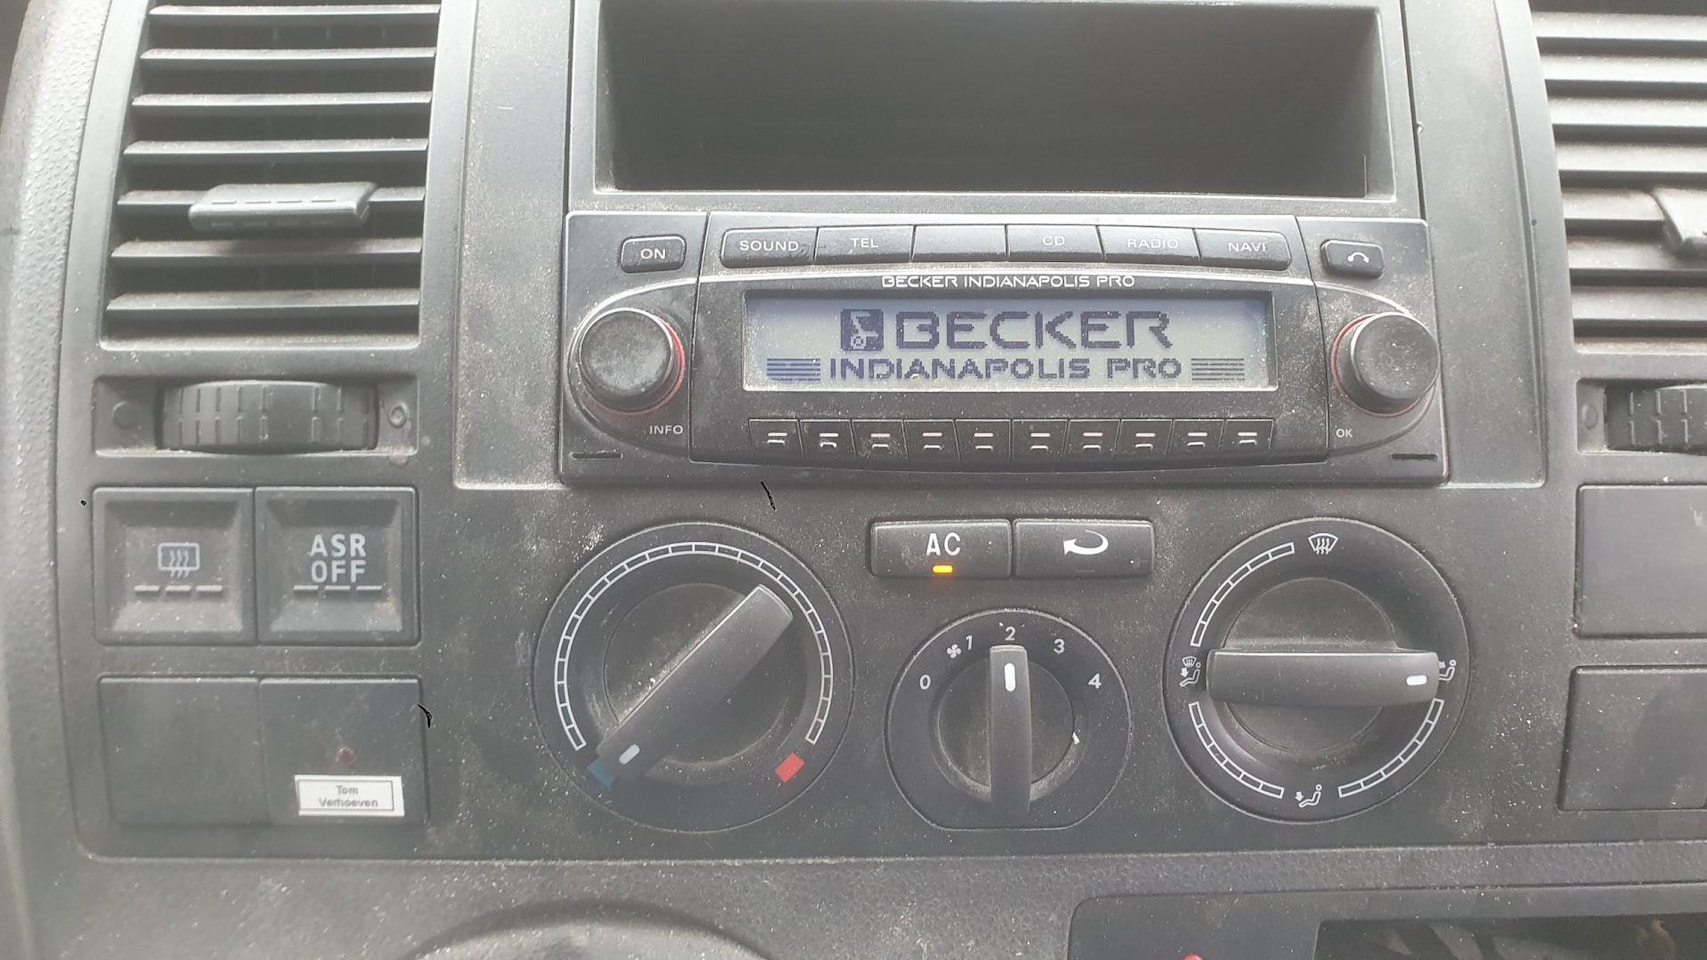 ON
SOUND TEL CD RADIO NAVI
BECKER INDIANAPOLIS PRO
BECKER
INDIANAPOLIS PRO
INFO
OK
ASR
OFF
AC
0 1 2 3 4
Tom
Verhoeven